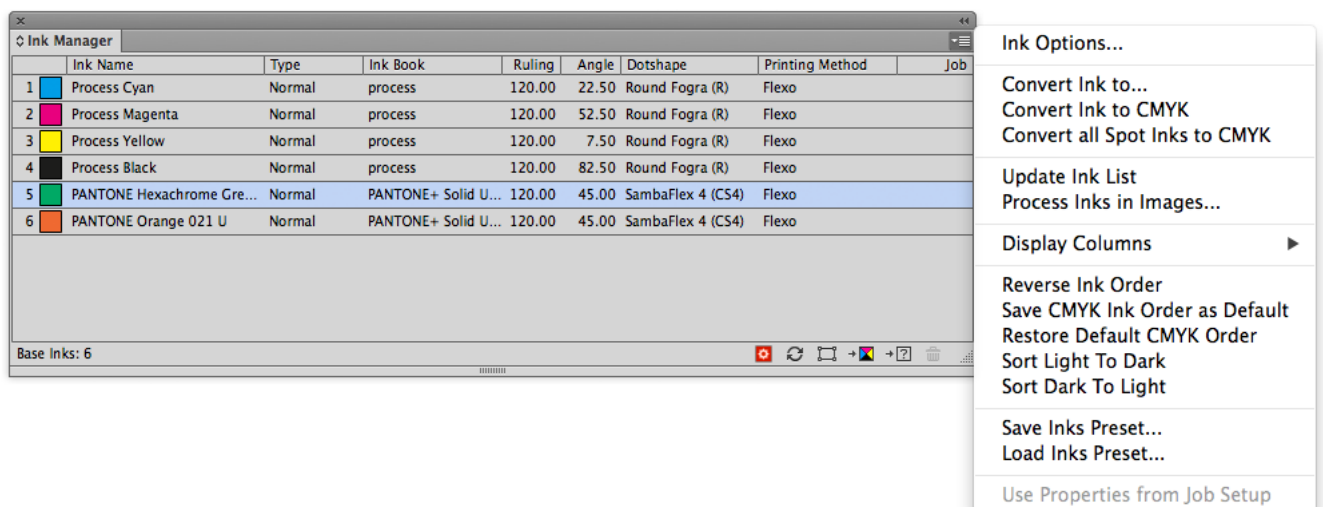 Ink Manager
Ink Name Type Ink Book Ruling Angle Dotshape Printing Method Job
1 Process Cyan Normal process 120.00 22.50 Round Fogra (R) Flexo
2 Process Magenta Normal process 120.00 52.50 Round Fogra (R) Flexo
3 Process Yellow Normal process 120.00 7.50 Round Fogra (R) Flexo
4 Process Black Normal process 120.00 82.50 Round Fogra (R) Flexo
5 PANTONE Hexachrome Gre... Normal PANTONE+ Solid U... 120.00 45.00 SambaFlex 4 (CS4) Flexo
6 PANTONE Orange 021 U Normal PANTONE+ Solid U... 120.00 45.00 SambaFlex 4 (CS4) Flexo
Base Inks: 6
Ink Options...
Convert Ink to...
Convert Ink to CMYK
Convert all Spot Inks to CMYK
Update Ink List
Process Inks in Images...
Display Columns
Reverse Ink Order
Save CMYK Ink Order as Default
Restore Default CMYK Order
Sort Light To Dark
Sort Dark To Light
Save Inks Preset...
Load Inks Preset...
Use Properties from Job Setup